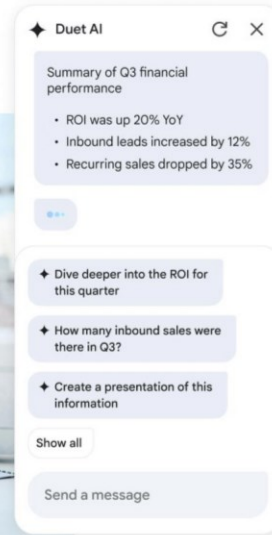 Duet AI
Summary of Q3 financial
performance
• ROI was up 20% YoY
• Inbound leads increased by 12%
• Recurring sales dropped by 35%
Dive deeper into the ROI for
this quarter
How many inbound sales were
there in Q3?
Create a presentation of this
information
Show all
Send a message